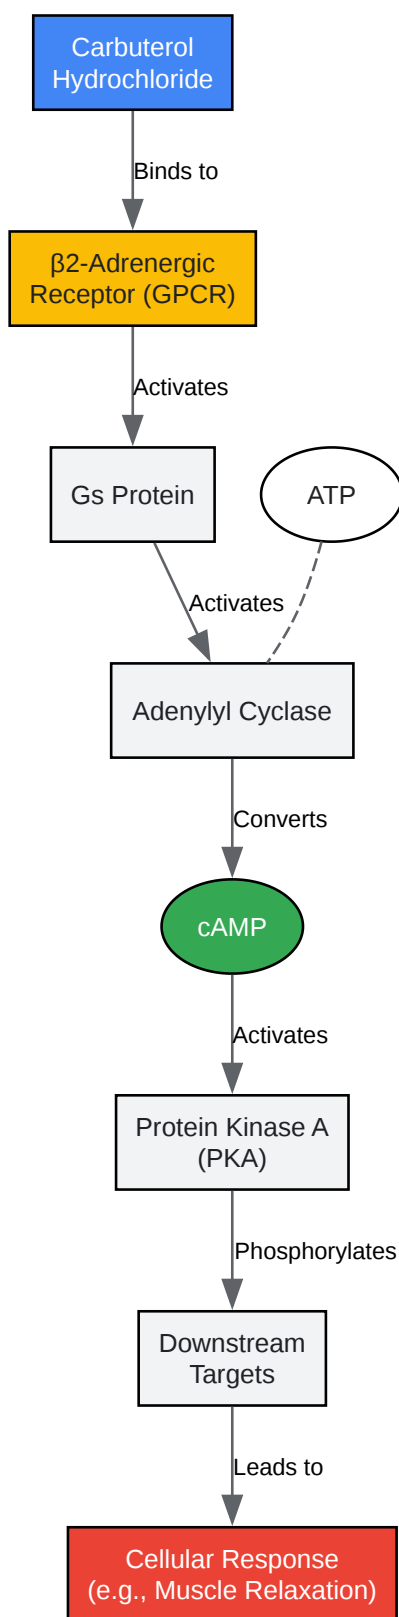 Carbuterol
Hydrochloride
Binds to
β2-Adrenergic
Receptor (GPCR)
Activates
Gs Protein
ATP
Activates
Adenylyl Cyclase
Converts
cAMP
Activates
Protein Kinase A
(PKA)
Phosphorylates
Downstream
Targets
Leads to
Cellular Response
(e.g., Muscle Relaxation)